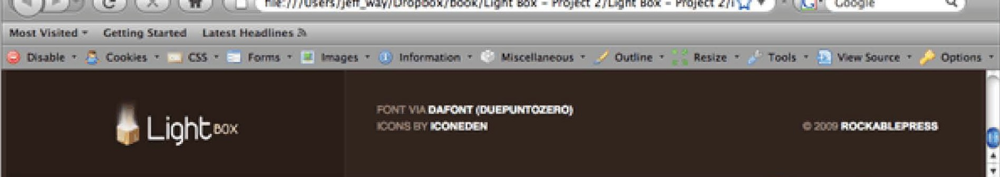 file:///Users/jeff_way/Dropbox/book/Light Box - Project 2/Light Box - Project 2/i
Google
Most Visited Getting Started Latest Headlines
Disable Cookies CSS Forms Images Information Miscellaneous Outline Resize Tools View Source Options
Light BOX
FONT VIA DAFONT (DUEPUNTOZERO)
ICONS BY ICONEDEN
© 2009 ROCKABLEPRESS